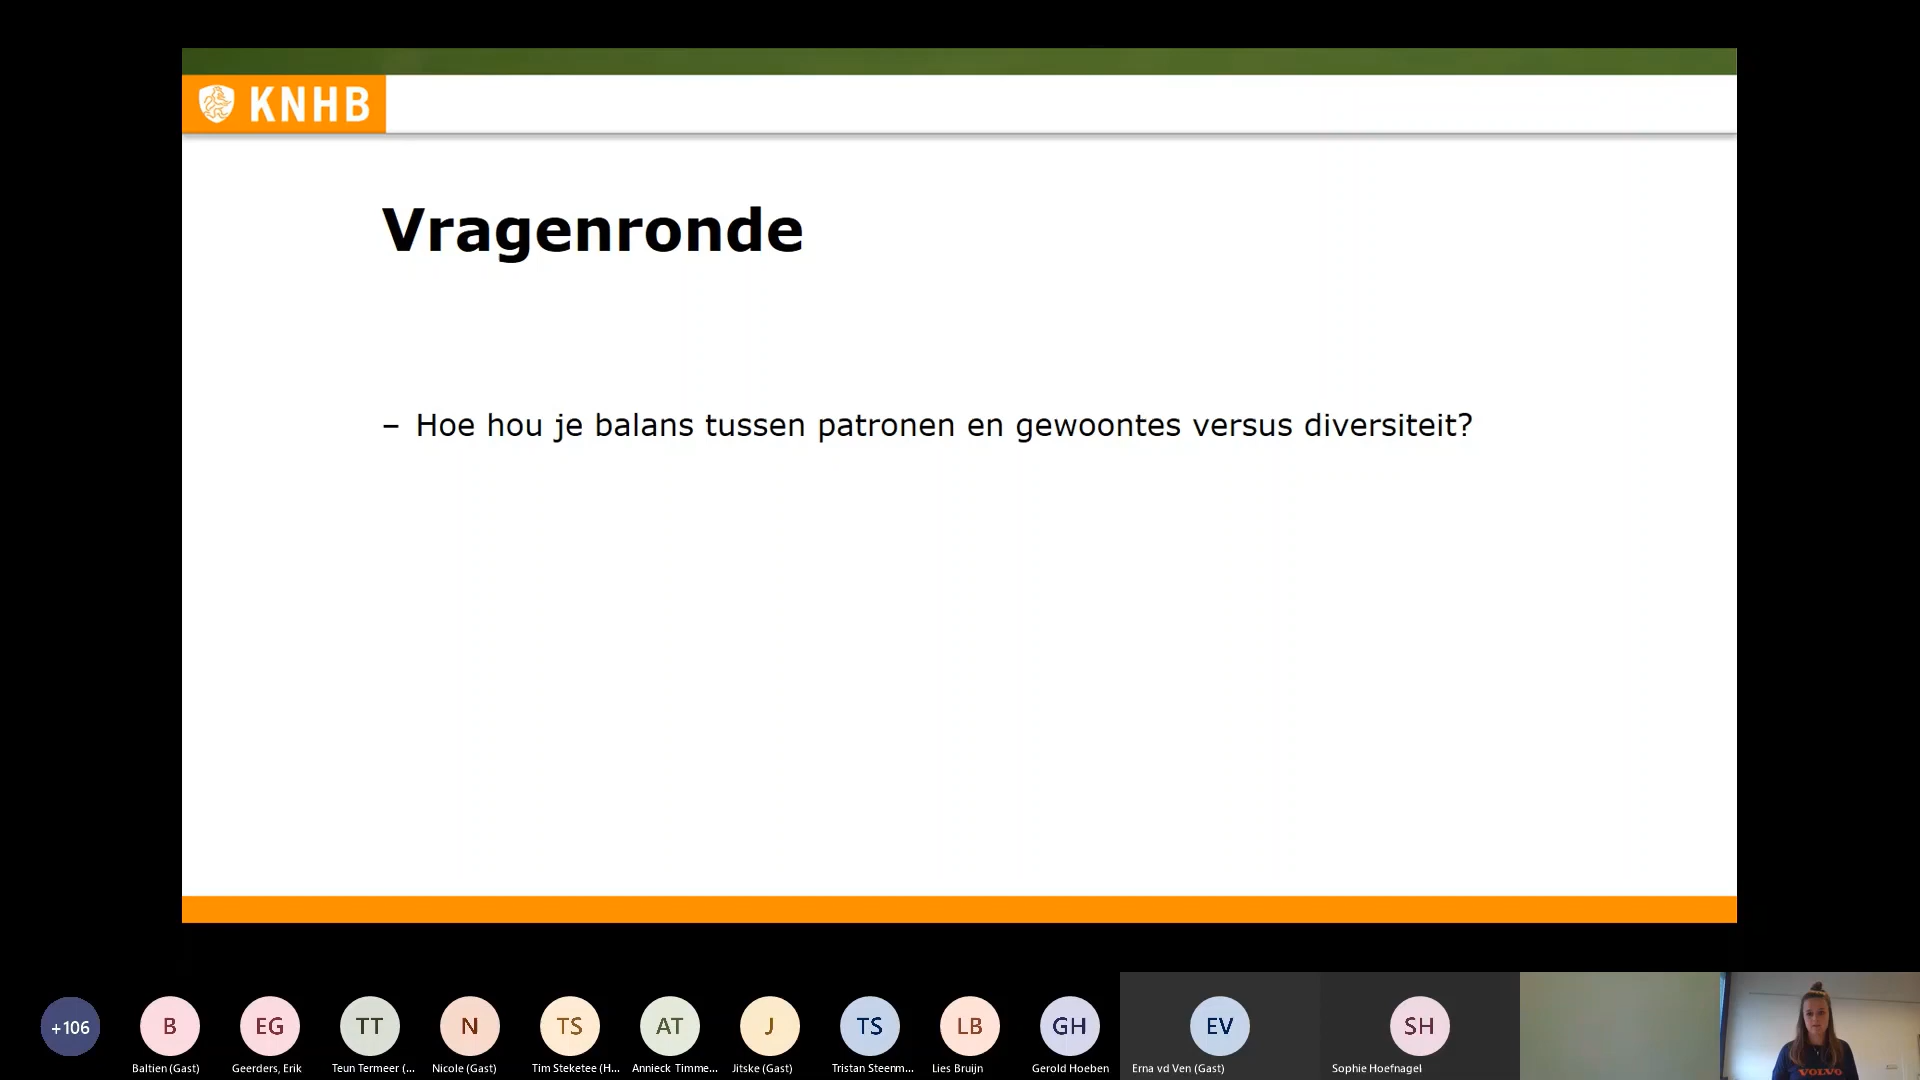 KNHB
Vragenronde
– Hoe hou je balans tussen patronen en gewoontes versus diversiteit?
+106
B
EG
TT
N
TS
AT
J
TS
LB
GH
EV
SH
Baltien (Gast)
Geerders, Erik
Teun Termeer (...
Nicole (Gast)
Tim Steketee (H...
Annieck Timme...
Jitske (Gast)
Tristan Steenm...
Lies Bruijn
Gerold Hoeben
Erna vd Ven (Gast)
Sophie Hoefnagel
VOLVO